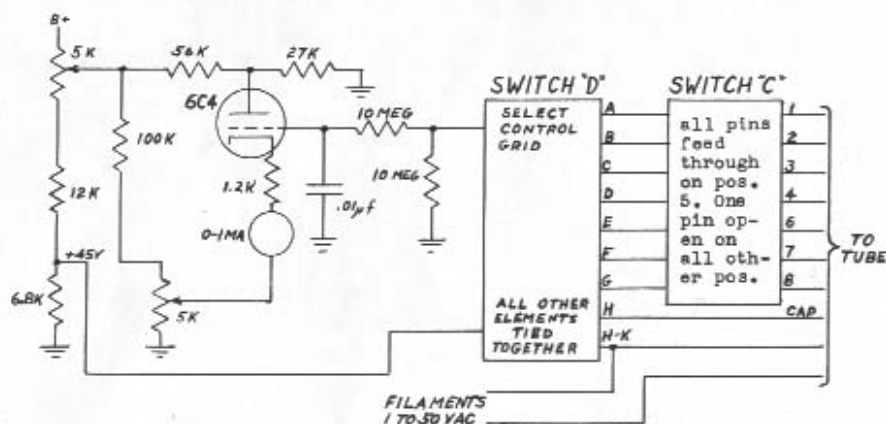 B+
5K
56K
27K
6C4
100K
12K
1.2K
0-1MA
.01µf
10 MEG
10 MEG
+45V
6.8K
5K
SWITCH "D"
SELECT
CONTROL
GRID
ALL OTHER
ELEMENTS
TIED
TOGETHER
A
B
C
D
E
F
G
H
H-K
SWITCH "C"
all pins
feed
through
on pos.
5. One
pin op-
en on
all oth-
er pos.
1
2
3
4
6
7
8
CAP
TO
TUBE
FILAMENTS
1 TO 50 VAC